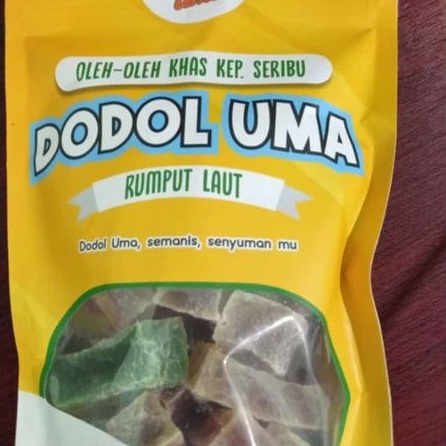 OLEH-OLEH KHAS KEP. SERIBU
DODOL UMA
RUMPUT LAUT
Dodol Uma, semanis, senyuman mu